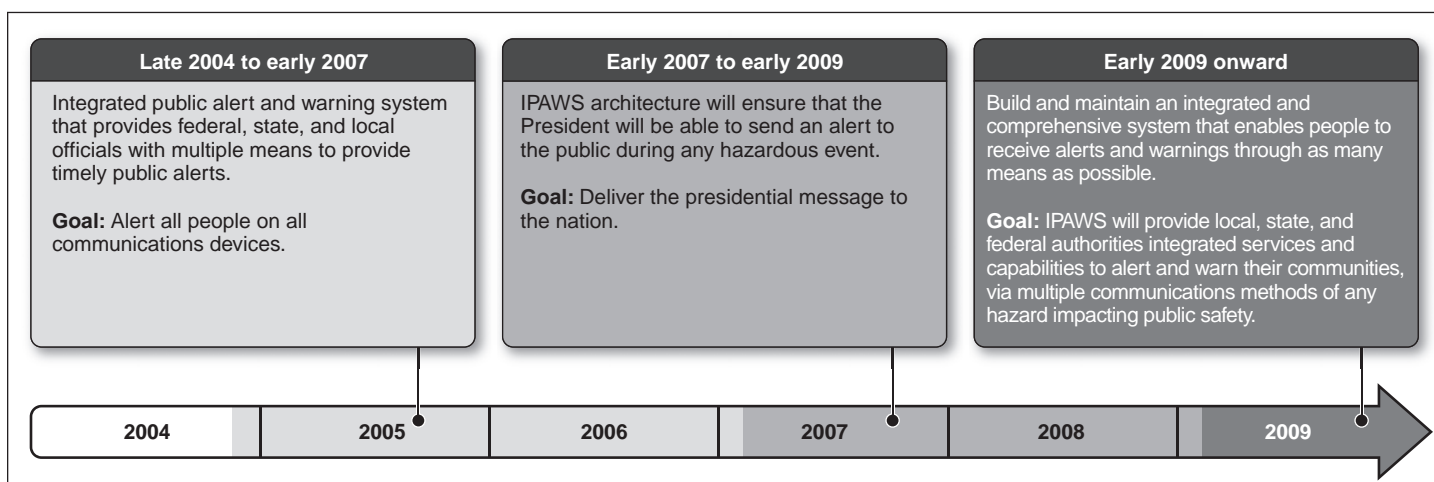 Late 2004 to early 2007
Integrated public alert and warning system
that provides federal, state, and local
officials with multiple means to provide
timely public alerts.
Goal: Alert all people on all
communications devices.
Early 2007 to early 2009
IPAWS architecture will ensure that the
President will be able to send an alert to
the public during any hazardous event.
Goal: Deliver the presidential message to
the nation.
Early 2009 onward
Build and maintain an integrated and
comprehensive system that enables people to
receive alerts and warnings through as many
means as possible.
Goal: IPAWS will provide local, state, and
federal authorities integrated services and
capabilities to alert and warn their communities,
via multiple communications methods of any
hazard impacting public safety.
2004 2005 2006 2007 2008 2009